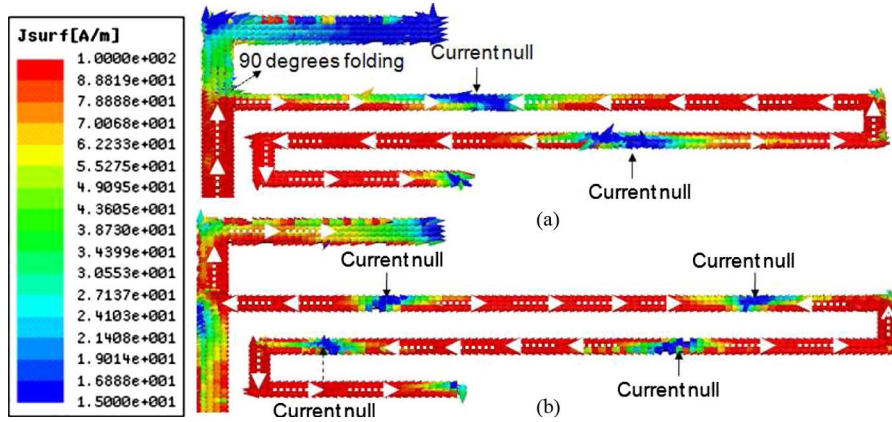 Jsurf[A/m]
1.0000e+002
8.8819e+001
7.8888e+001
7.0068e+001
6.2233e+001
5.5275e+001
4.9095e+001
4.3605e+001
3.8730e+001
3.4399e+001
3.0553e+001
2.7137e+001
2.4103e+001
2.1408e+001
1.9014e+001
1.6888e+001
1.5000e+001
Current null
90 degrees folding
Current null
(a)
Current null
Current null
Current null
Current null
(b)